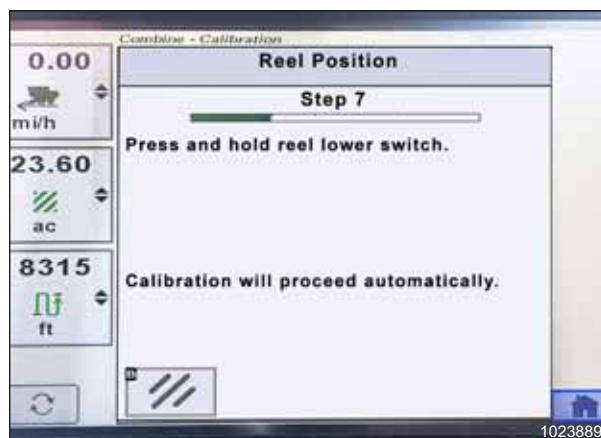 Combine - Calibration
Reel Position
Step 7
Press and hold reel lower switch.
Calibration will proceed automatically.
0.00
mi/h
23.60
ac
8315
ft
1023889